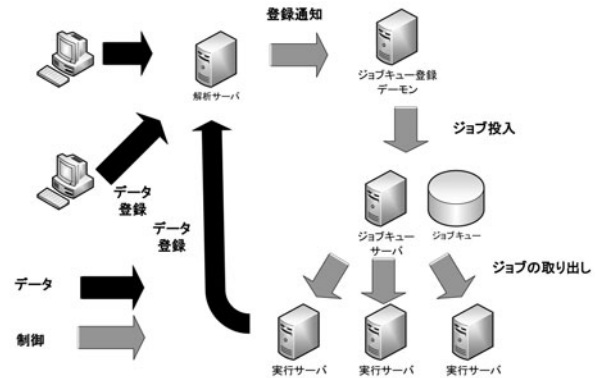 登録通知
解析サーバ
ジョブキュー登録
デーモン
ジョブ投入
データ
登録
データ
登録
ジョブキュー
サーバ
ジョブキュー
ジョブの取り出し
データ
制御
実行サーバ
実行サーバ
実行サーバ